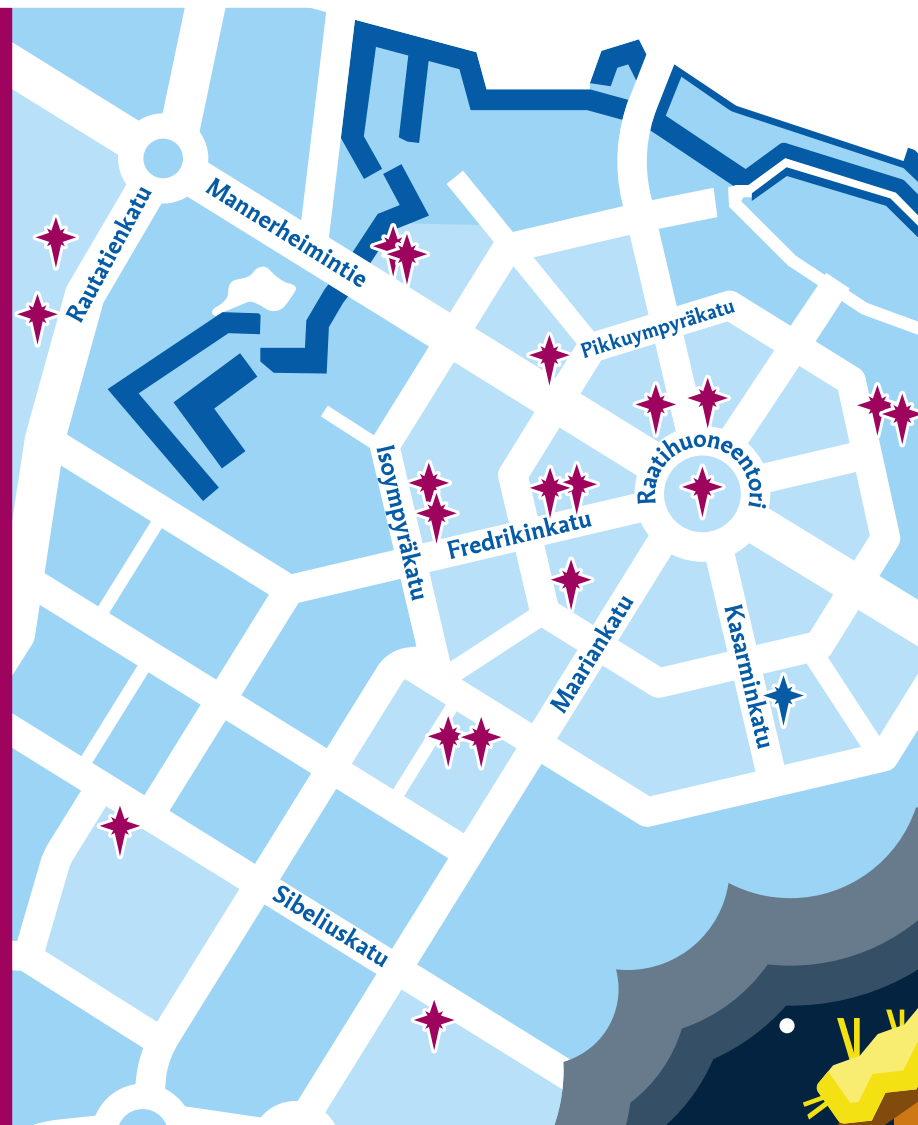 Mannerheimintie
Rautatienkatu
Pikkuympyräkatu
Raatihuoneentori
Isoympyräkatu
Fredrikinkatu
Maariankatu
Kasarminkatu
Sibeliuskatu